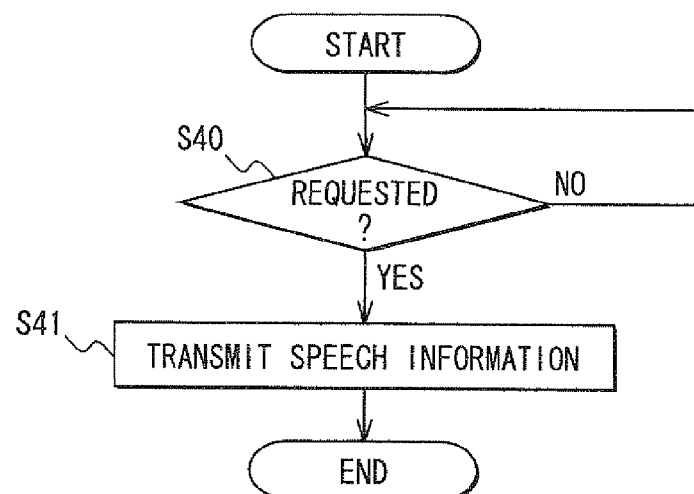 START
S40
REQUESTED
?
NO
YES
S41
TRANSMIT SPEECH INFORMATION
END